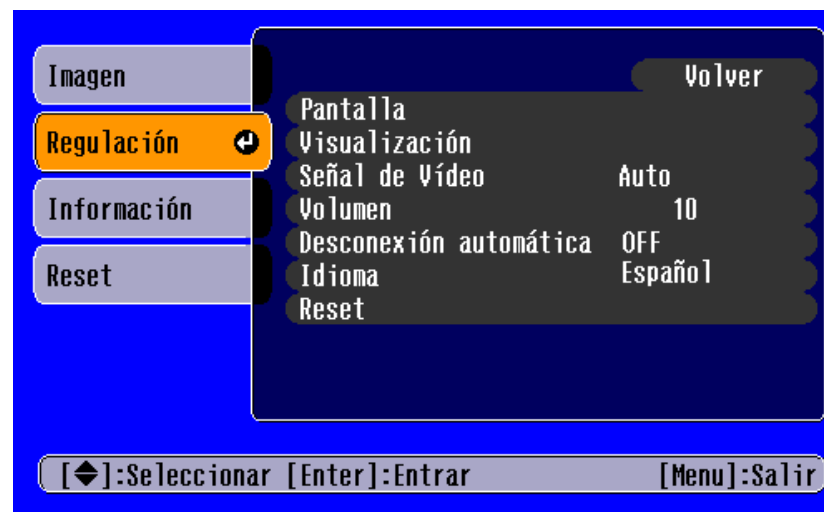 Imagen
Regulación
Información
Reset
Volver
Pantalla
Visualización
Señal de Vídeo Auto
Volumen 10
Desconexión automática OFF
Idioma Español
Reset
[◆]:Seleccionar [Enter]:Entrar [Menu]:Salir